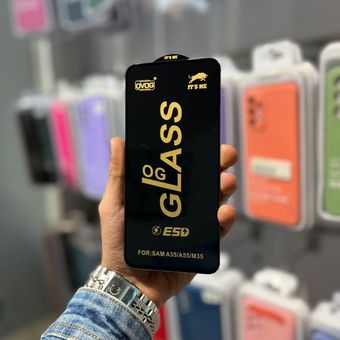 OVOG
IT'S ME
OG
GLASS
ESD
FOR:SAM A35/A55/M35